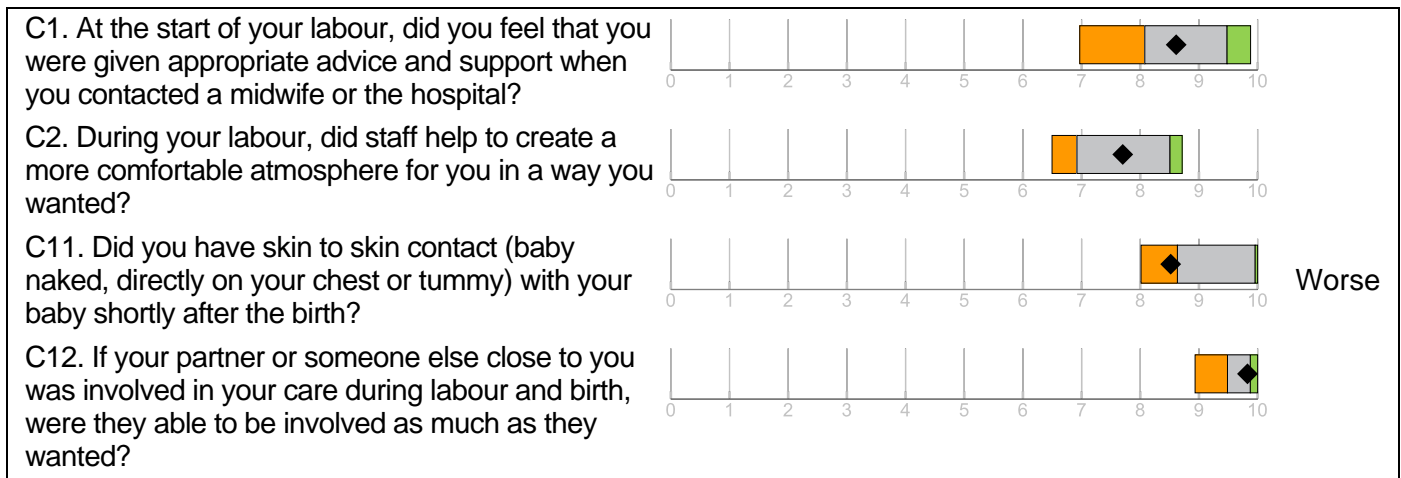 C1. At the start of your labour, did you feel that you
were given appropriate advice and support when
you contacted a midwife or the hospital?
0 1 2 3 4 5 6 7 8 9 10
C2. During your labour, did staff help to create a
more comfortable atmosphere for you in a way you
wanted?
0 1 2 3 4 5 6 7 8 9 10
C11. Did you have skin to skin contact (baby
naked, directly on your chest or tummy) with your
baby shortly after the birth?
0 1 2 3 4 5 6 7 8 9 10
Worse
C12. If your partner or someone else close to you
was involved in your care during labour and birth,
were they able to be involved as much as they
wanted?
0 1 2 3 4 5 6 7 8 9 10